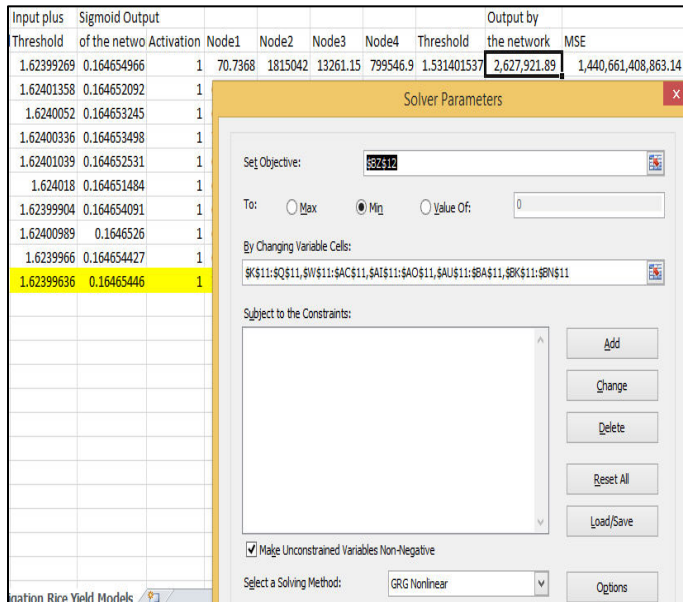 Input plus Sigmoid Output Output by
Threshold of the netwo Activation Node1 Node2 Node3 Node4 Threshold the network MSE
1.62399269 0.164654966 1 70.7368 1815042 13261.15 799546.9 1.531401537 2,627,921.89 1,440,661,408,863.14
1.62401358 0.164652092 1
1.6240052 0.164653245 1
1.62400336 0.164653498 1
1.62401039 0.164652531 1
1.624018 0.164651484 1
1.62399904 0.164654091 1
1.62400989 0.1646526 1
1.6239966 0.164654427 1
1.62399636 0.16465446 1
Solver Parameters x
Set Objective: $BZ$12
To: Max Min Value Of: 0
By Changing Variable Cells:
$K$11:$Q$11,$W$11:$AC$11,$AI$11:$AO$11,$AU$11:$BA$11,$BK$11:$BN$11
Subject to the Constraints:
Add
Change
Delete
Reset All
Load/Save
Make Unconstrained Variables Non-Negative
Select a Solving Method: GRG Nonlinear Options
igation Rice Yield Models